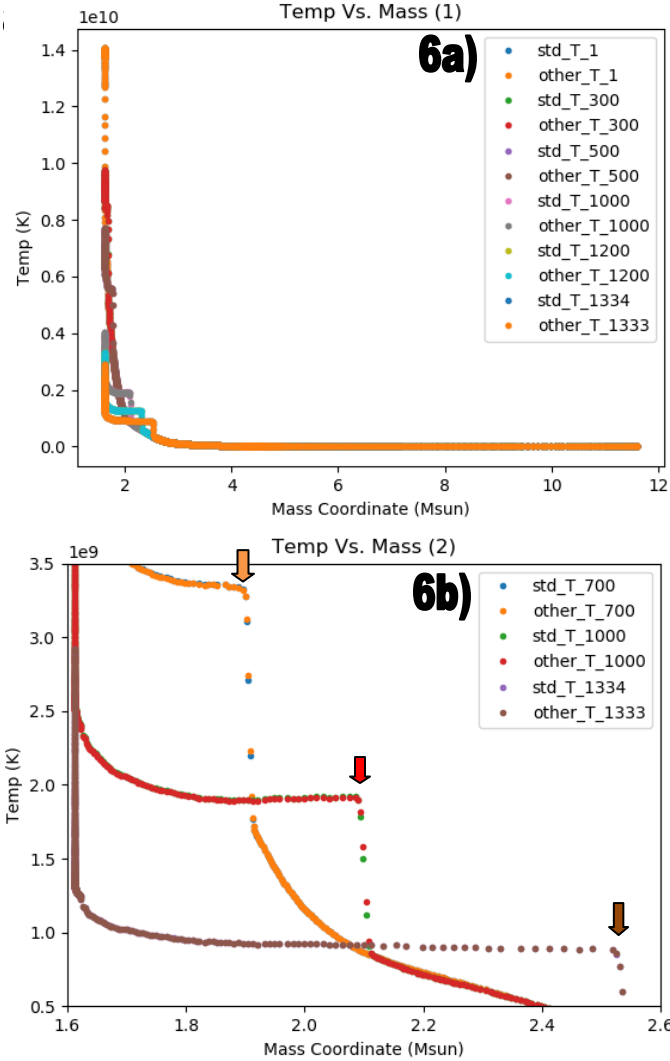 Temp Vs. Mass (1)
1e10
6a)
std_T_1
other_T_1
std_T_300
other_T_300
std_T_500
other_T_500
std_T_1000
other_T_1000
std_T_1200
other_T_1200
std_T_1334
other_T_1333
1.4
1.2
1.0
0.8
0.6
0.4
0.2
0.0
Temp (K)
2 4 6 8 10 12
Mass Coordinate (Msun)
Temp Vs. Mass (2)
1e9
6b)
std_T_700
other_T_700
std_T_1000
other_T_1000
std_T_1334
other_T_1333
3.5
3.0
2.5
2.0
1.5
1.0
0.5
Temp (K)
1.6 1.8 2.0 2.2 2.4 2.6
Mass Coordinate (Msun)